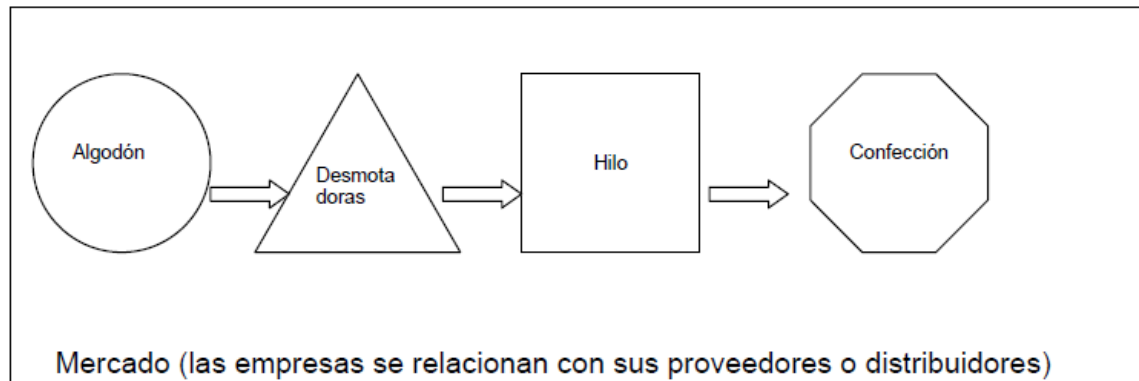 Algodón
Desmota
doras
Hilo
Confección
Mercado (las empresas se relacionan con sus proveedores o distribuidores)